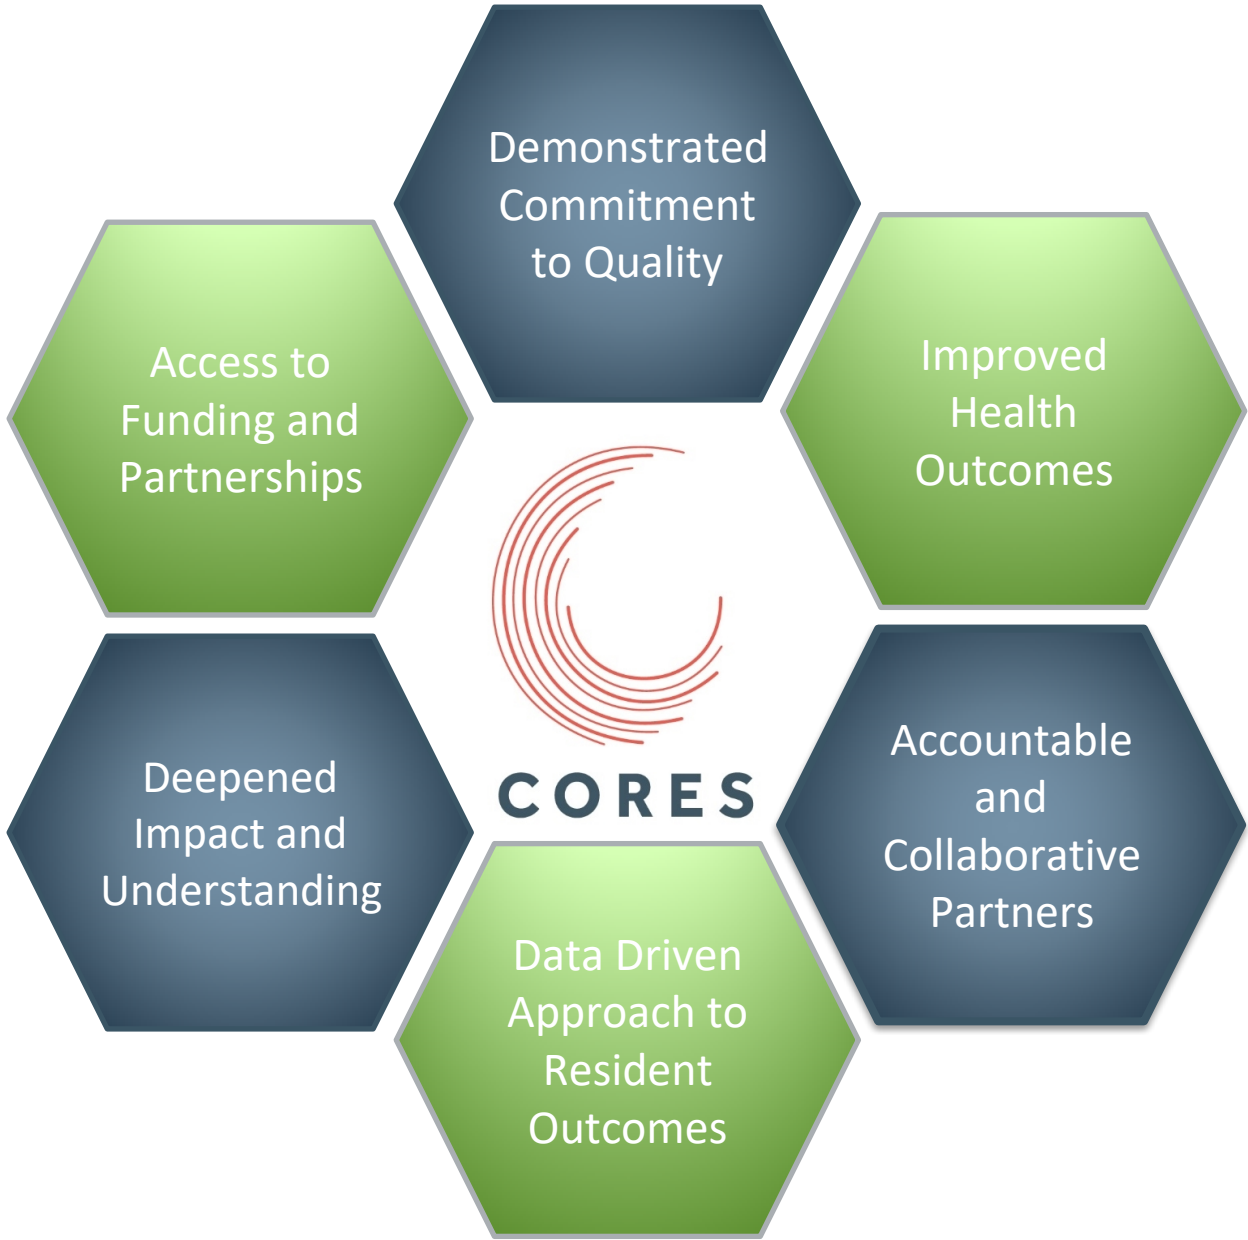 Demonstrated
Commitment
to Quality
Improved
Health
Outcomes
Accountable
and
Collaborative
Partners
Data Driven
Approach to
Resident
Outcomes
Deepened
Impact and
Understanding
Access to
Funding and
Partnerships
CORES